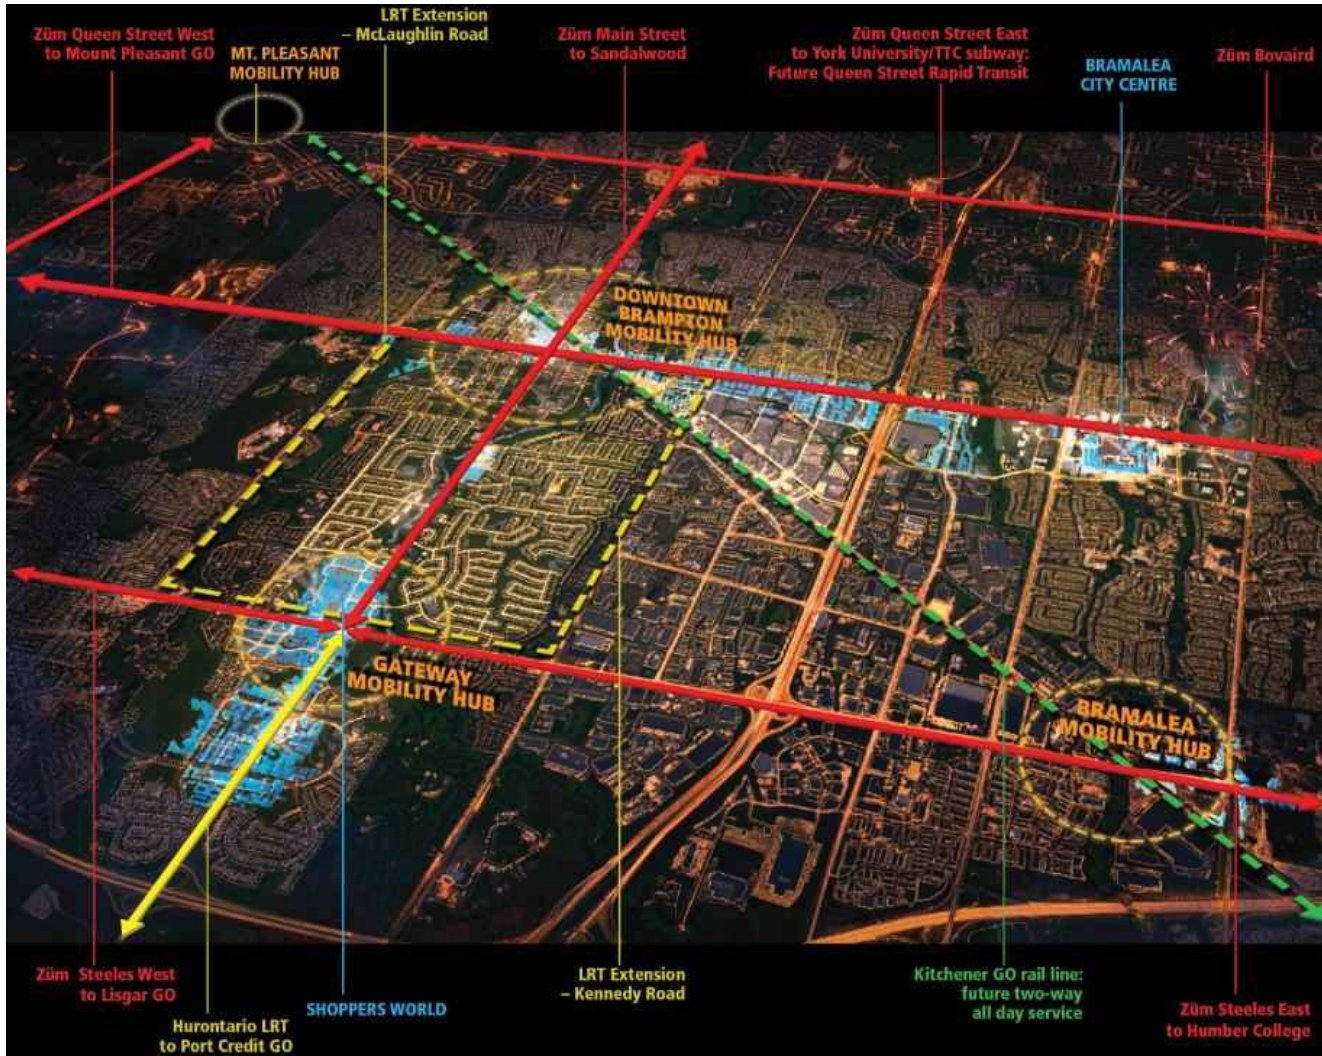 LRT Extension
– McLaughlin Road
Züm Queen Street West
to Mount Pleasant GO
MT. PLEASANT
MOBILITY HUB
Züm Main Street
to Sandalwood
Züm Queen Street East
to York University/TTC subway:
Future Queen Street Rapid Transit
BRAMALEA
CITY CENTRE
Züm Bovaird
DOWNTOWN
BRAMPTON
MOBILITY HUB
GATEWAY
MOBILITY HUB
BRAMALEA
MOBILITY HUB
Züm Steeles West
to Lisgar GO
Hurontario LRT
to Port Credit GO
SHOPPERS WORLD
LRT Extension
– Kennedy Road
Kitchener GO rail line:
future two-way
all day service
Züm Steeles East
to Humber College